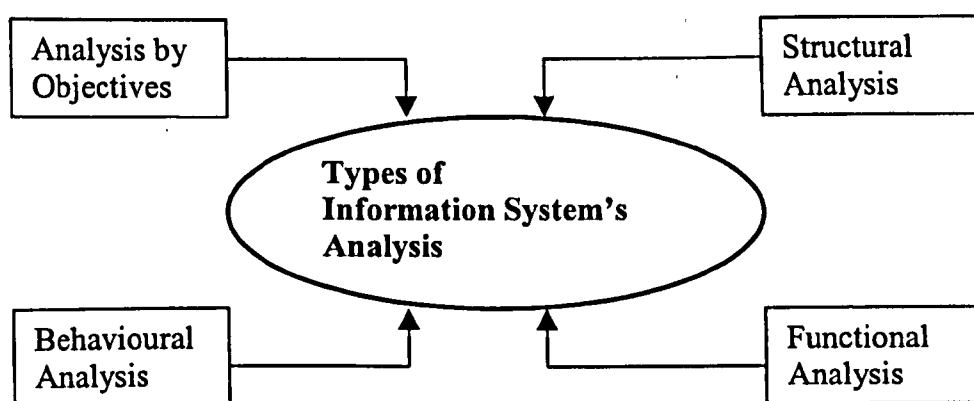 Analysis by
Objectives
Structural
Analysis
Types of
Information System's
Analysis
Behavioural
Analysis
Functional
Analysis